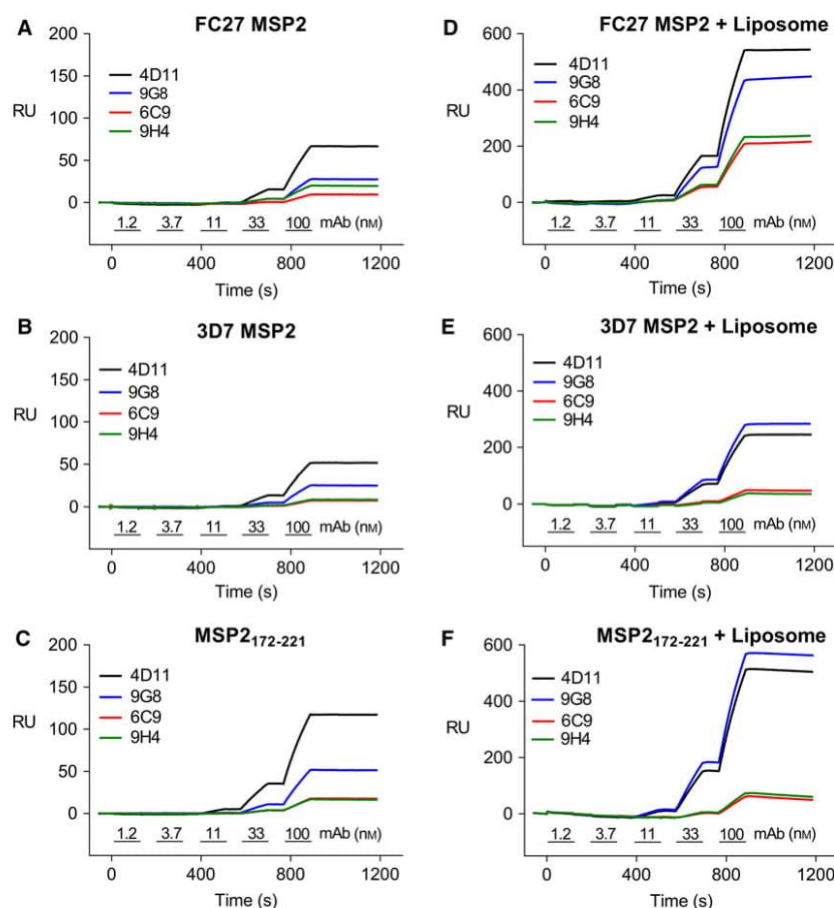 A
FC27 MSP2
200
150
RU
100
50
0
4D11
9G8
6C9
9H4
1.2 3.7 11 33 100 mAb (nM)
0 400 800 1200
Time (s)
B
3D7 MSP2
200
150
RU
100
50
0
4D11
9G8
6C9
9H4
1.2 3.7 11 33 100 mAb (nM)
0 400 800 1200
Time (s)
C
MSP2172-221
200
150
RU
100
50
0
4D11
9G8
6C9
9H4
1.2 3.7 11 33 100 mAb (nM)
0 400 800 1200
Time (s)
D
FC27 MSP2 + Liposome
600
400
RU
200
0
4D11
9G8
6C9
9H4
1.2 3.7 11 33 100 mAb (nM)
0 400 800 1200
Time (s)
E
3D7 MSP2 + Liposome
600
400
RU
200
0
4D11
9G8
6C9
9H4
1.2 3.7 11 33 100 mAb (nM)
0 400 800 1200
Time (s)
F
MSP2172-221 + Liposome
600
400
RU
200
0
4D11
9G8
6C9
9H4
1.2 3.7 11 33 100 mAb (nM)
0 400 800 1200
Time (s)